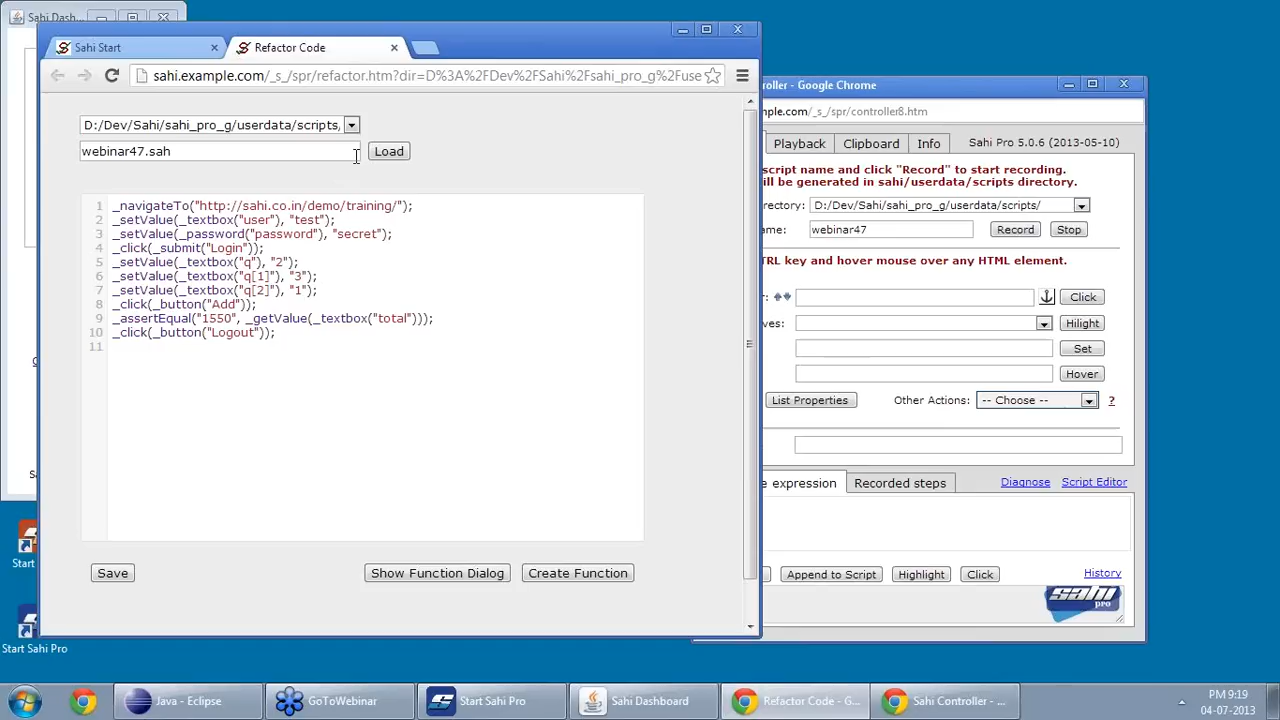 Sahi Dash...
Sahi Start
Refactor Code
sahi.example.com/_s_/spr/refactor.htm?dir=D%3A%2FDev%2FSahi%2Fsahi_pro_g%2Fuse
D:/Dev/Sahi/sahi_pro_g/userdata/scripts,
webinar47.sah
Load
1 _navigateTo("http://sahi.co.in/demo/training/");
2 _setValue(_textbox("user"), "test");
3 _setValue(_password("password"), "secret");
4 _click(_submit("Login"));
5 _setValue(_textbox("q"), "2");
6 _setValue(_textbox("q[1]"), "3");
7 _setValue(_textbox("q[2]"), "1");
8 _click(_button("Add"));
9 _assertEqual("1550", _getValue(_textbox("total")));
10 _click(_button("Logout"));
11
Save
Show Function Dialog
Create Function
oller - Google Chrome
mple.com/_s_/spr/controller8.htm
Playback
Clipboard
Info
Sahi Pro 5.0.6 (2013-05-10)
script name and click "Record" to start recording.
ill be generated in sahi/userdata/scripts directory.
irectory:
D:/Dev/Sahi/sahi_pro_g/userdata/scripts/
ame:
webinar47
Record
Stop
TRL key and hover mouse over any HTML element.
Click
ves:
Hilight
Set
Hover
List Properties
Other Actions:
-- Choose --
?
e expression
Recorded steps
Diagnose
Script Editor
Append to Script
Highlight
Click
History
sahi
pro
Start
Start Sahi Pro
Java - Eclipse
GoToWebinar
Start Sahi Pro
Sahi Dashboard
Refactor Code - G...
Sahi Controller - ...
PM 9:19
04-07-2013